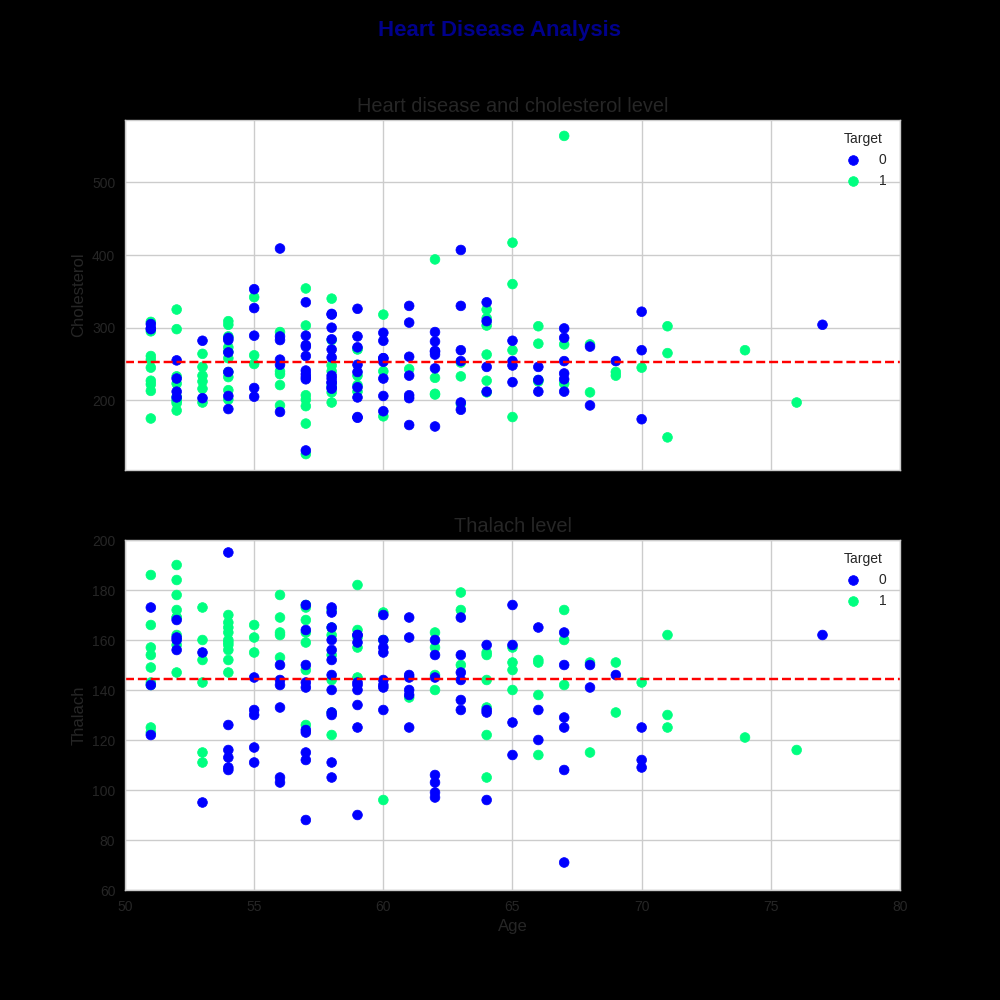 Heart Disease Analysis
Heart disease and cholesterol level
Target
0
1
500
400
300
200
Cholesterol
Thalach level
Target
0
1
200
180
160
140
120
100
80
60
Thalach
50 55 60 65 70 75 80
Age